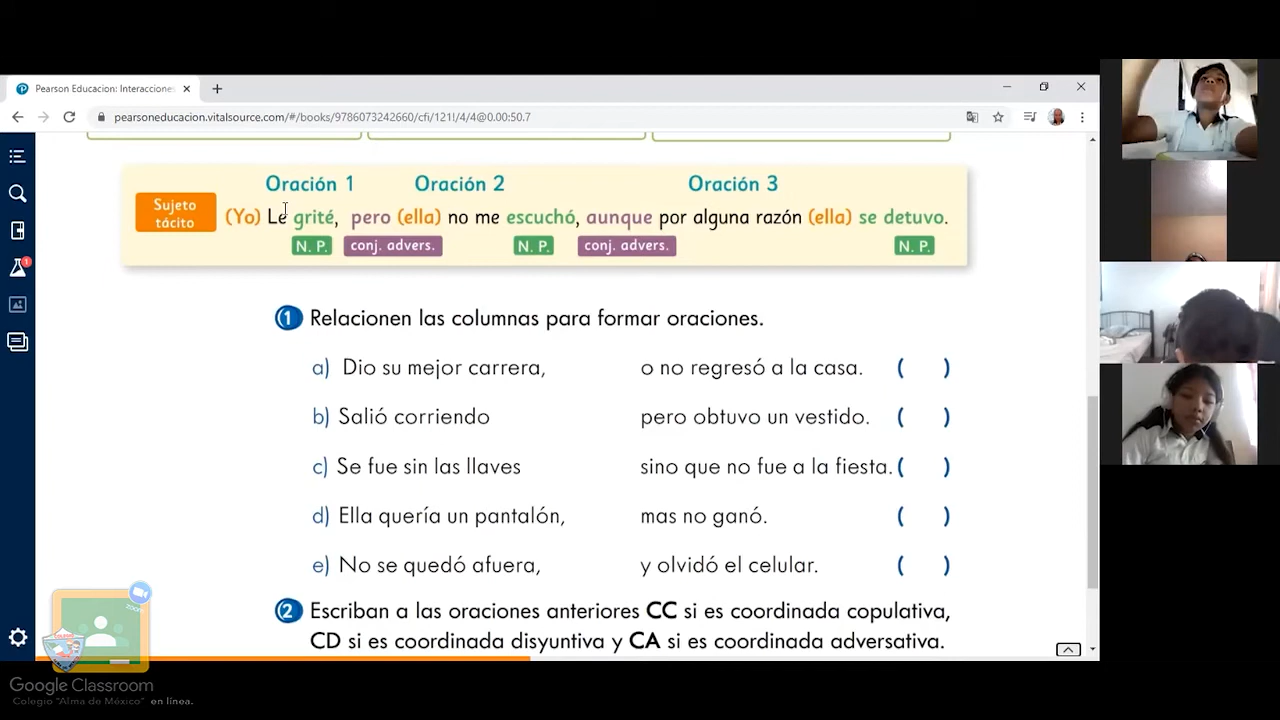 Pearson Educacion: Interacciones
pearsoneducacion.vitalsource.com/#/books/9786073242660/cfi/121!/4/4@0.00:50.7
Oración 1 Oración 2 Oración 3
Sujeto tácito
(Yo) Le grité, pero (ella) no me escuchó, aunque por alguna razón (ella) se detuvo.
N. P. conj. advers. N. P. conj. advers. N. P.
1 Relacionen las columnas para formar oraciones.
a) Dio su mejor carrera, o no regresó a la casa. ( )
b) Salió corriendo pero obtuvo un vestido. ( )
c) Se fue sin las llaves sino que no fue a la fiesta. ( )
d) Ella quería un pantalón, mas no ganó. ( )
e) No se quedó afuera, y olvidó el celular. ( )
2 Escriban a las oraciones anteriores CC si es coordinada copulativa,
CD si es coordinada disyuntiva y CA si es coordinada adversativa.
zoom
Google Classroom
Colegio "Alma de México" en línea.
1